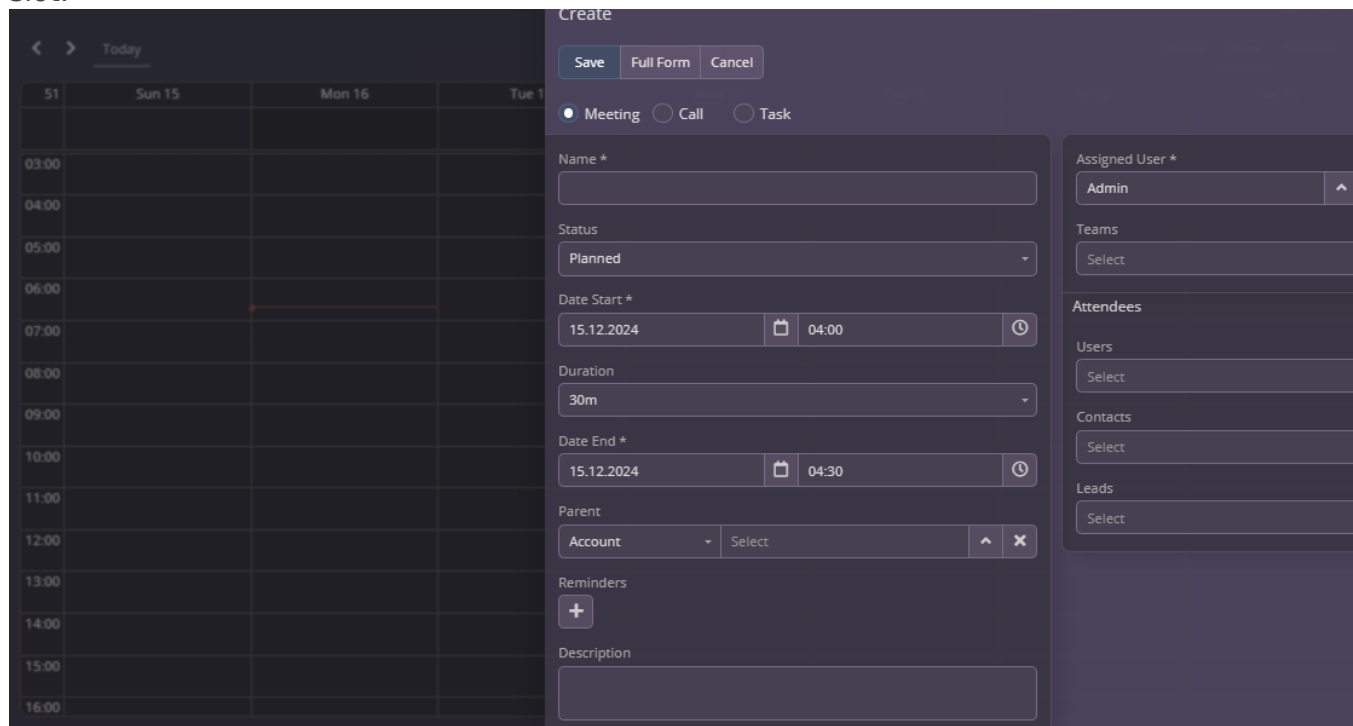 Create
Today
Save Full Form Cancel
51 Sun 15 Mon 16 Tue 1
Meeting Call Task
03:00
04:00
05:00
06:00
07:00
08:00
09:00
10:00
11:00
12:00
13:00
14:00
15:00
16:00
Name *
Status
Planned
Date Start *
15.12.2024 04:00
Duration
30m
Date End *
15.12.2024 04:30
Parent
Account Select
Reminders
Description
Assigned User *
Admin
Teams
Select
Attendees
Users
Select
Contacts
Select
Leads
Select